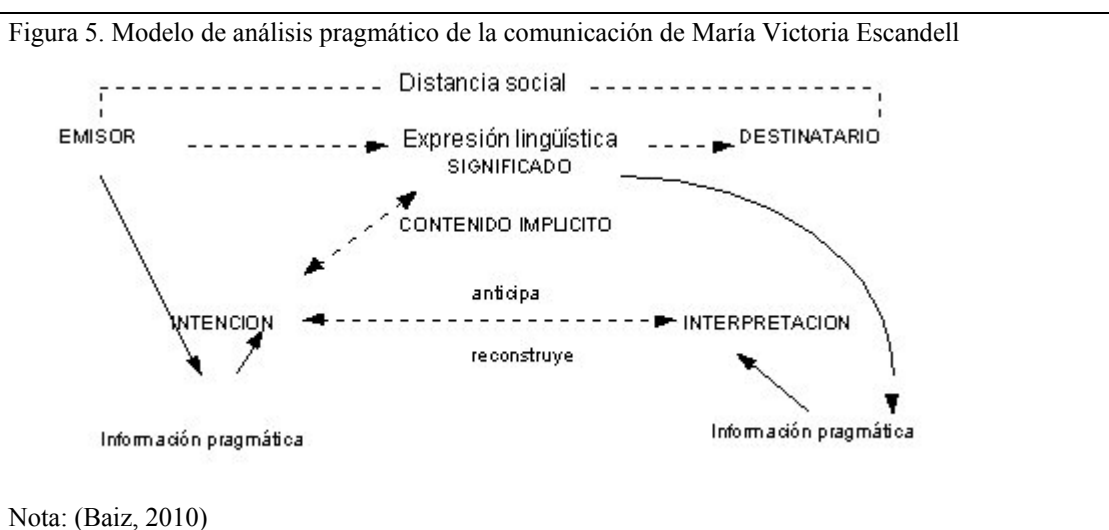 Figura 5. Modelo de análisis pragmático de la comunicación de María Victoria Escandell
Distancia social
EMISOR
Expresión lingüística
DESTINATARIO
SIGNIFICADO
CONTENIDO IMPLICITO
anticipa
INTENCION
INTERPRETACION
reconstruye
Información pragmática
Información pragmática
Nota: (Baiz, 2010)